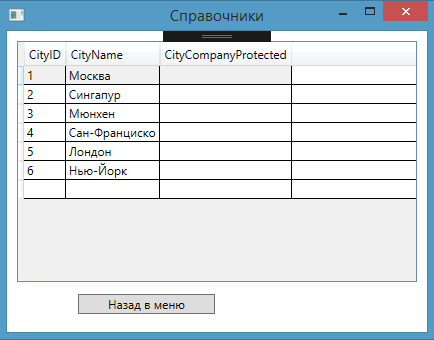 Справочники
CityID CityName CityCompanyProtected
1 Москва
2 Сингапур
3 Мюнхен
4 Сан-Франциско
5 Лондон
6 Нью-Йорк
Назад в меню